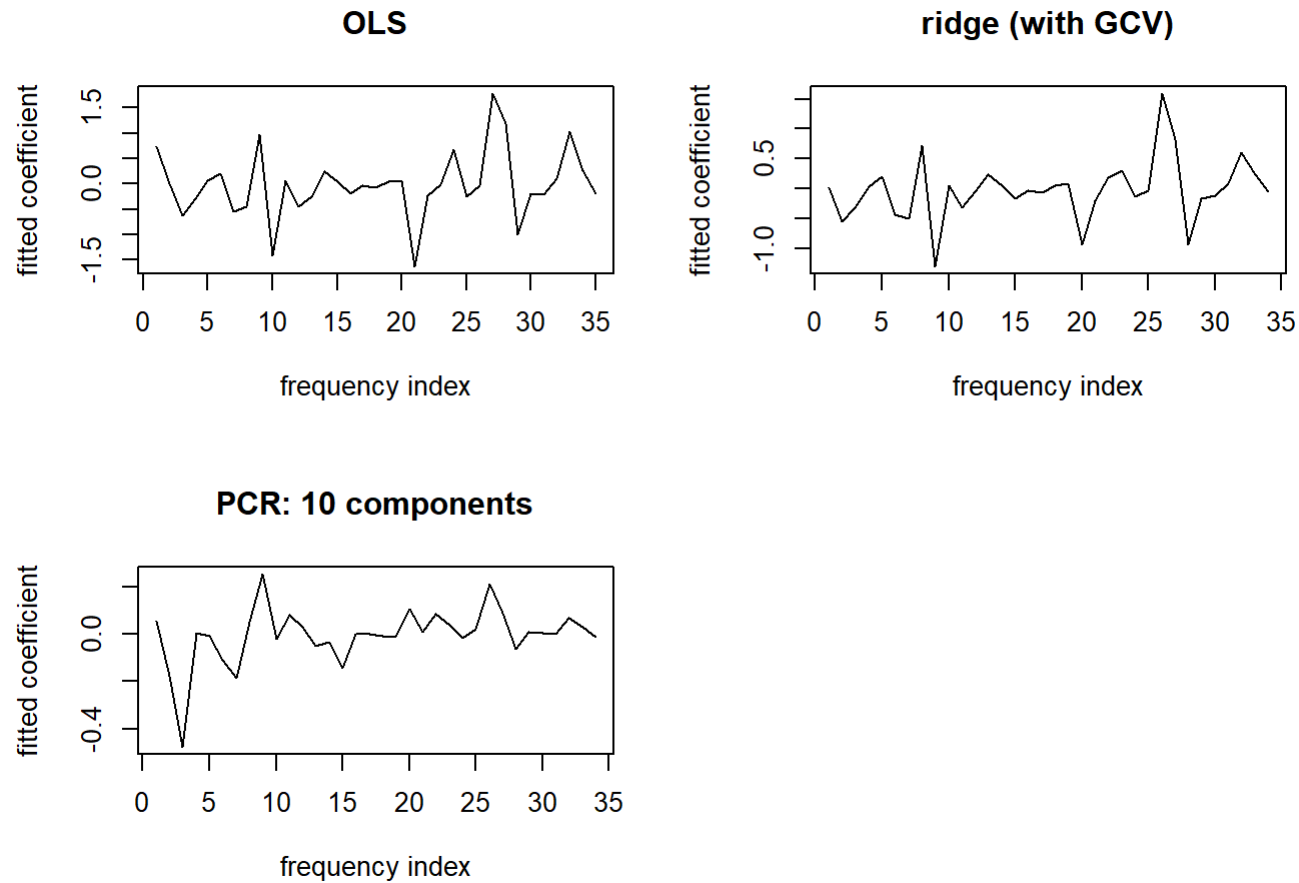 OLS
fitted coefficient
1.5
0.0
-1.5
0 5 10 15 20 25 30 35
frequency index
ridge (with GCV)
fitted coefficient
0.5
-1.0
0 5 10 15 20 25 30 35
frequency index
PCR: 10 components
fitted coefficient
0.0
-0.4
0 5 10 15 20 25 30 35
frequency index